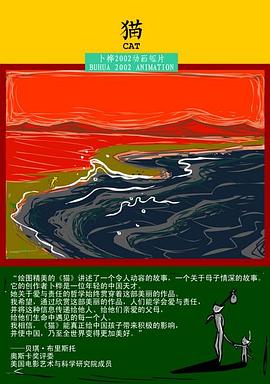 猫
CAT
卜桦2002动画短片
BUHUA 2002 ANIMATION
“绘图精美的《猫》讲述了一个令人动容的故事，一个关于母子情深的故事。
它的创作者卜桦是一位年轻的中国天才。
她关于爱与责任的哲学始终贯穿着这部美丽的作品。
我希望，通过欣赏这部美丽的作品，人们能学会爱与责任，
并将这种信息传递给他人、给他们亲爱的父母，
给他们生命中遇见的每一个人。
我相信，《猫》能真正给中国孩子带来积极的影响，
并使中国，乃至全世界变得更加美好。”
——贝琪·布里斯托
奥斯卡奖评委
美国电影艺术与科学研究院成员